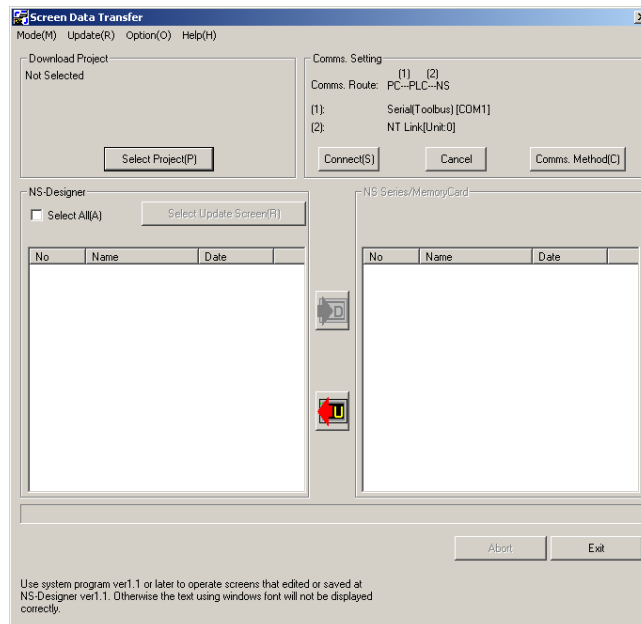 Screen Data Transfer
Mode(M) Update(R) Option(O) Help(H)
Download Project
Not Selected
Select Project(P)
Comms. Setting
(1) (2)
Comms. Route: PC---PLC---NS
(1): Serial(Toolbus) [COM1]
(2): NT Link[Unit:0]
Connect(S) Cancel Comms. Method(C)
NS-Designer
Select All(A) Select Update Screen(R)
No Name Date
NS Series/MemoryCard
No Name Date
D
U
Abort Exit
Use system program ver1.1 or later to operate screens that edited or saved at
NS-Designer ver1.1. Otherwise the text using windows font will not be displayed
correctly.